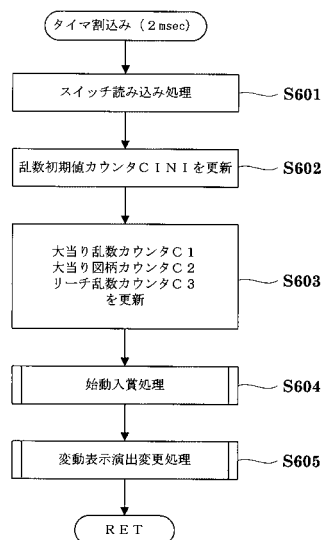 タイマ割込み（２msec）
スイッチ読み込み処理
S601
乱数初期値カウンタＣＩＮＩを更新
S602
大当り乱数カウンタＣ１
大当り図柄カウンタＣ２
リーチ乱数カウンタＣ３
を更新
S603
始動入賞処理
S604
変動表示演出変更処理
S605
ＲＥＴ